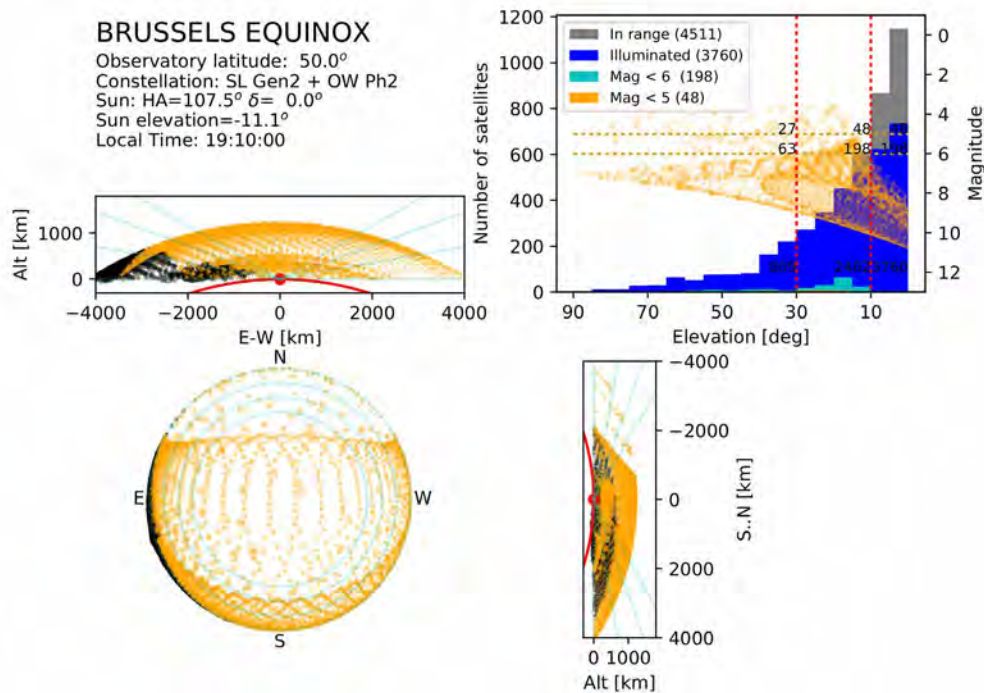 BRUSSELS EQUINOX
Observatory latitude: 50.0°
Constellation: SL Gen2 + OW Ph2
Sun: HA=107.5° δ= 0.0°
Sun elevation=-11.1°
Local Time: 19:10:00
Alt [km]
1000
0
−4000 −2000 0 2000 4000
E-W [km]
Number of satellites
1200
1000
800
600
400
200
0
In range (4511)
Illuminated (3760)
Mag < 6 (198)
Mag < 5 (48)
27 48
63 198
3760
90 70 50 30 10
Elevation [deg]
0
2
4
6
8
10
12
Magnitude
N
E
W
S
−4000
−2000
0
2000
4000
S..N [km]
0 1000
Alt [km]